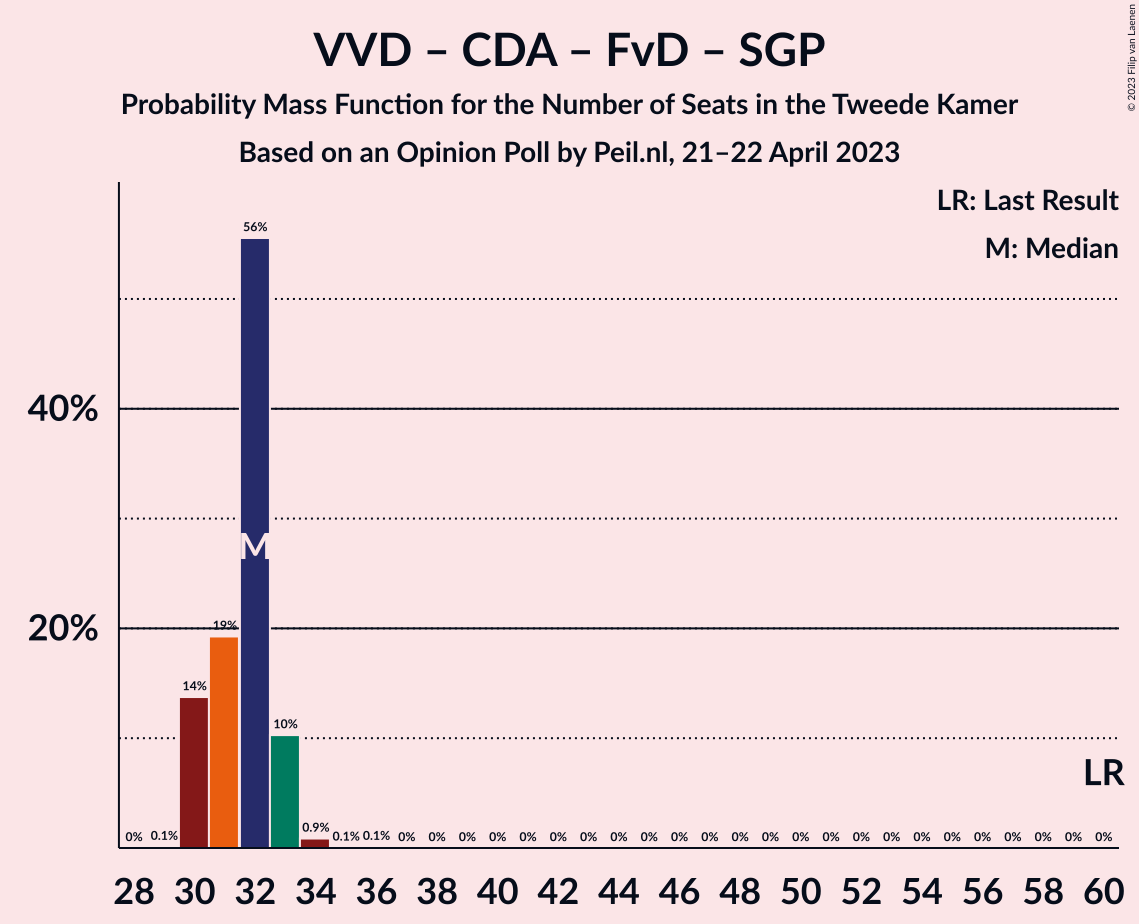 VVD – CDA – FvD – SGP
Probability Mass Function for the Number of Seats in the Tweede Kamer
Based on an Opinion Poll by Peil.nl, 21–22 April 2023
© 2023 Filip van Laenen
LR: Last Result
M: Median
56%
40%
M
20%
19%
14%
10%
LR
0% 0.1% 0.9% 0.1% 0.1% 0% 0% 0% 0% 0% 0% 0% 0% 0% 0% 0% 0% 0% 0% 0% 0% 0% 0% 0% 0% 0% 0% 0% 0%
28 30 32 34 36 38 40 42 44 46 48 50 52 54 56 58 60